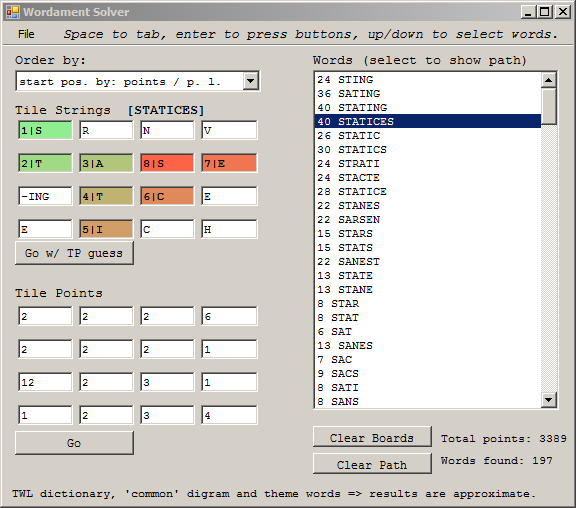 Wordament Solver
File Space to tab, enter to press buttons, up/down to select words.
Order by:
start pos. by: points / p. l.
Tile Strings [STATICES]
1|S R N V
2|T 3|A 8|S 7|E
-ING 4|T 6|C E
E 5|I C H
Go w/ TP guess
Tile Points
2 2 2 6
2 2 2 1
12 2 3 1
1 2 3 4
Go
Words (select to show path)
24 STING
36 SATING
40 STATING
40 STATICES
26 STATIC
30 STATICS
24 STRATI
24 STACTE
28 STATICE
22 STANES
22 SARSEN
15 STARS
15 STATS
22 SANEST
13 STATE
13 STANE
8 STAR
8 STAT
6 SAT
13 SANES
7 SAC
9 SACS
8 SATI
8 SANS
Clear Boards
Total points: 3389
Clear Path
Words found: 197
TWL dictionary, 'common' digram and theme words => results are approximate.